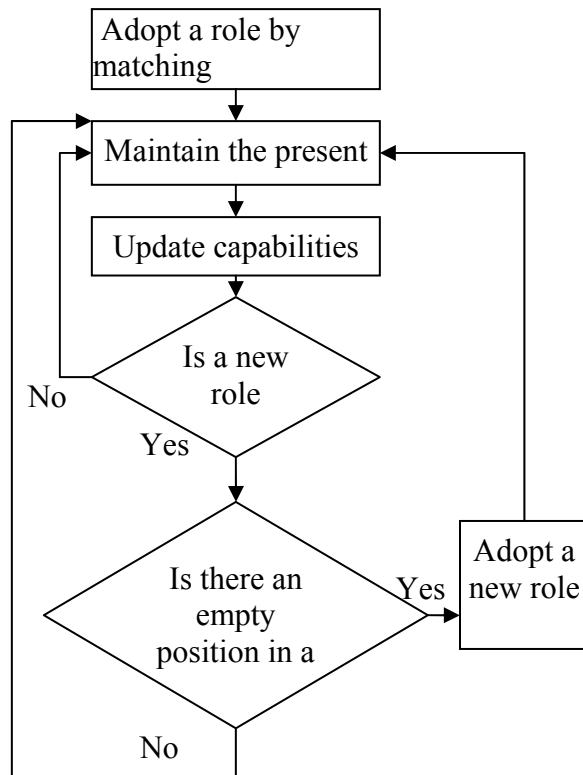 Adopt a role by
matching
Maintain the present
Update capabilities
Is a new
role
No
Yes
Is there an
empty
position in a
Yes
Adopt a
new role
No